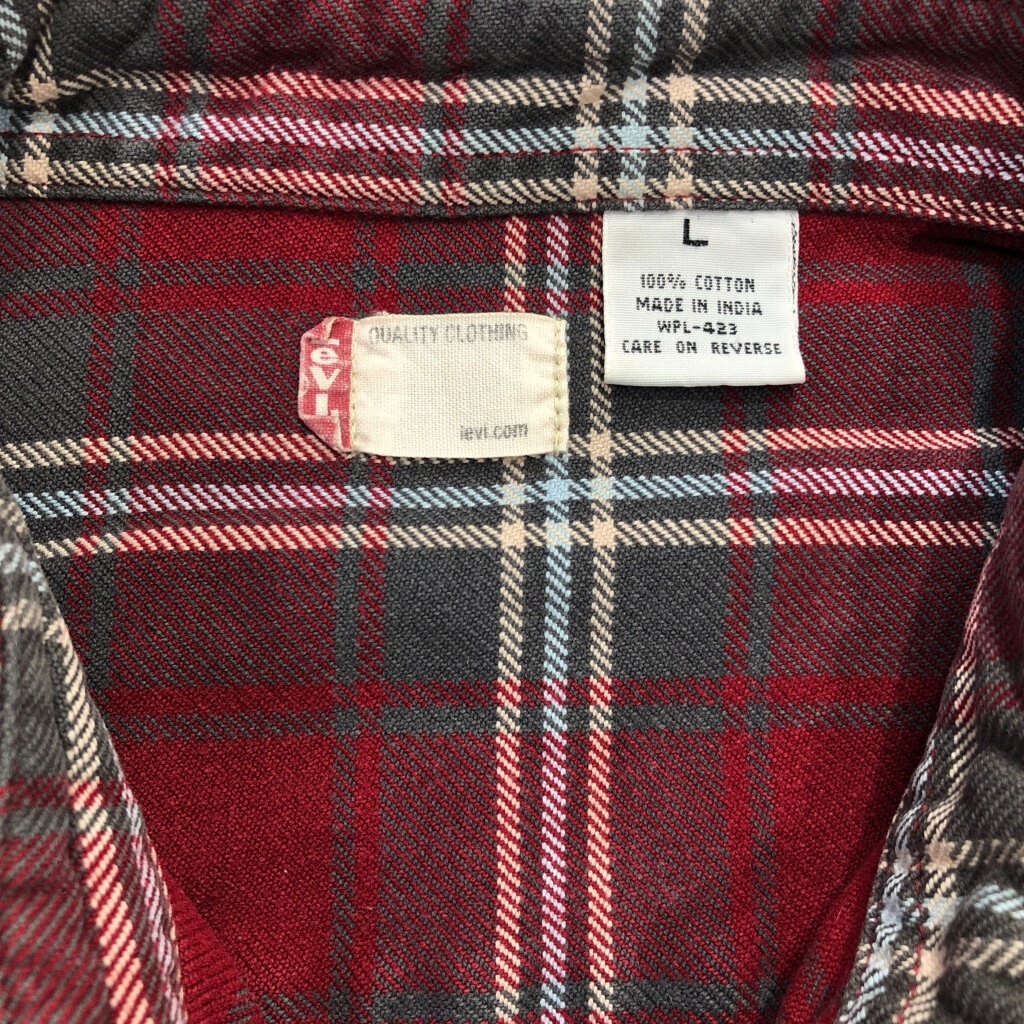 L
100% COTTON
MADE IN INDIA
WPL-423
CARE ON REVERSE
QUALITY CLOTHING
levi.com
levi.